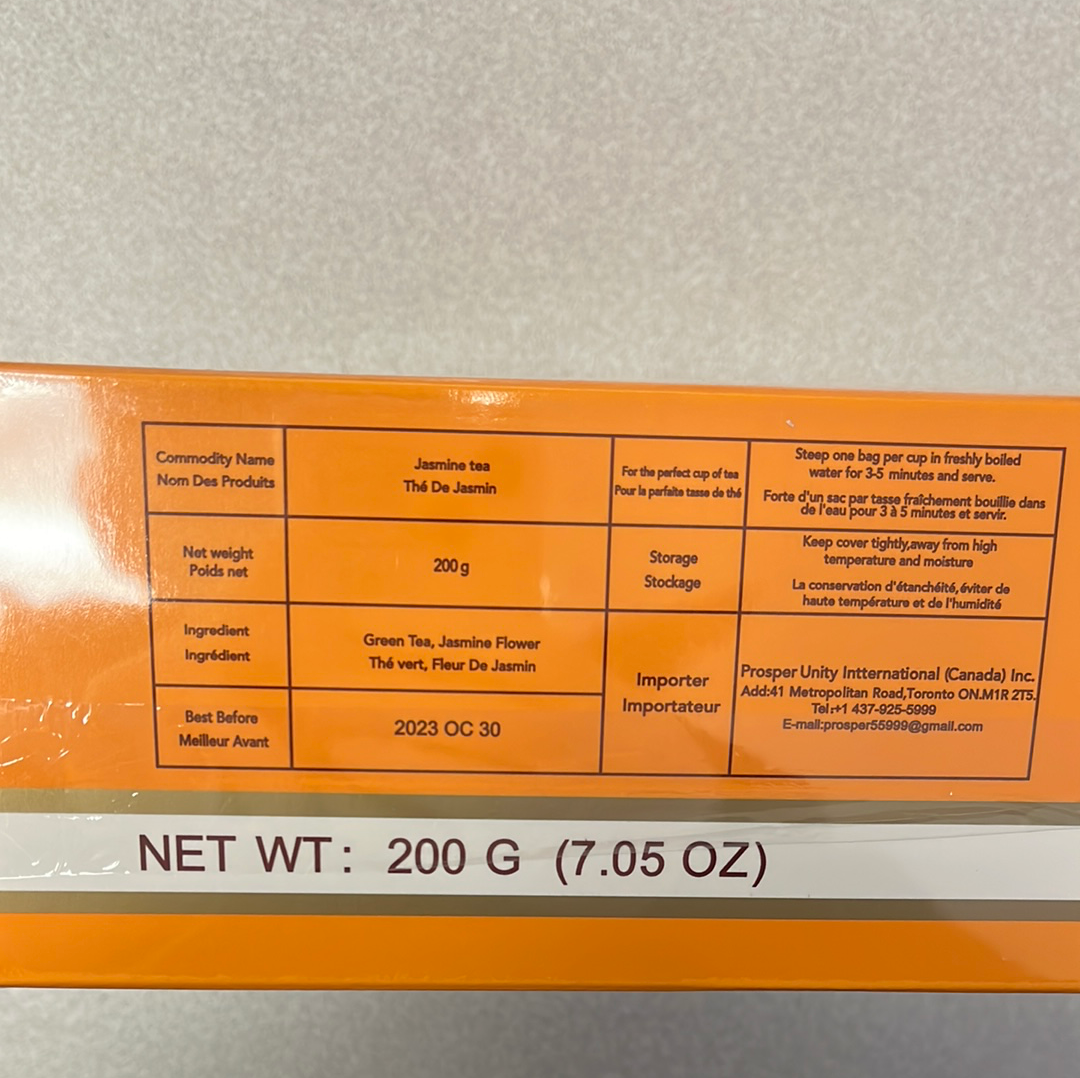 Commodity Name
Nom Des Produits
Jasmine tea
Thé De Jasmin
For the perfect cup of tea
Pour la parfaite tasse de thé
Steep one bag per cup in freshly boiled
water for 3-5 minutes and serve.
Forte d'un sac par tasse fraîchement bouillie dans
de l'eau pour 3 à 5 minutes et servir.
Net weight
Poids net
200 g
Storage
Stockage
Keep cover tightly,away from high
temperature and moisture
La conservation d'étanchéité,éviter de
haute température et de l'humidité
Ingredient
Ingrédient
Green Tea, Jasmine Flower
Thé vert, Fleur De Jasmin
Best Before
Meilleur Avant
2023 OC 30
Importer
Importateur
Prosper Unity Intternational (Canada) Inc.
Add:41 Metropolitan Road,Toronto ON.M1R 2T5.
Tel:+1 437-925-5999
E-mail:prosper55999@gmail.com
NET WT: 200 G (7.05 OZ)